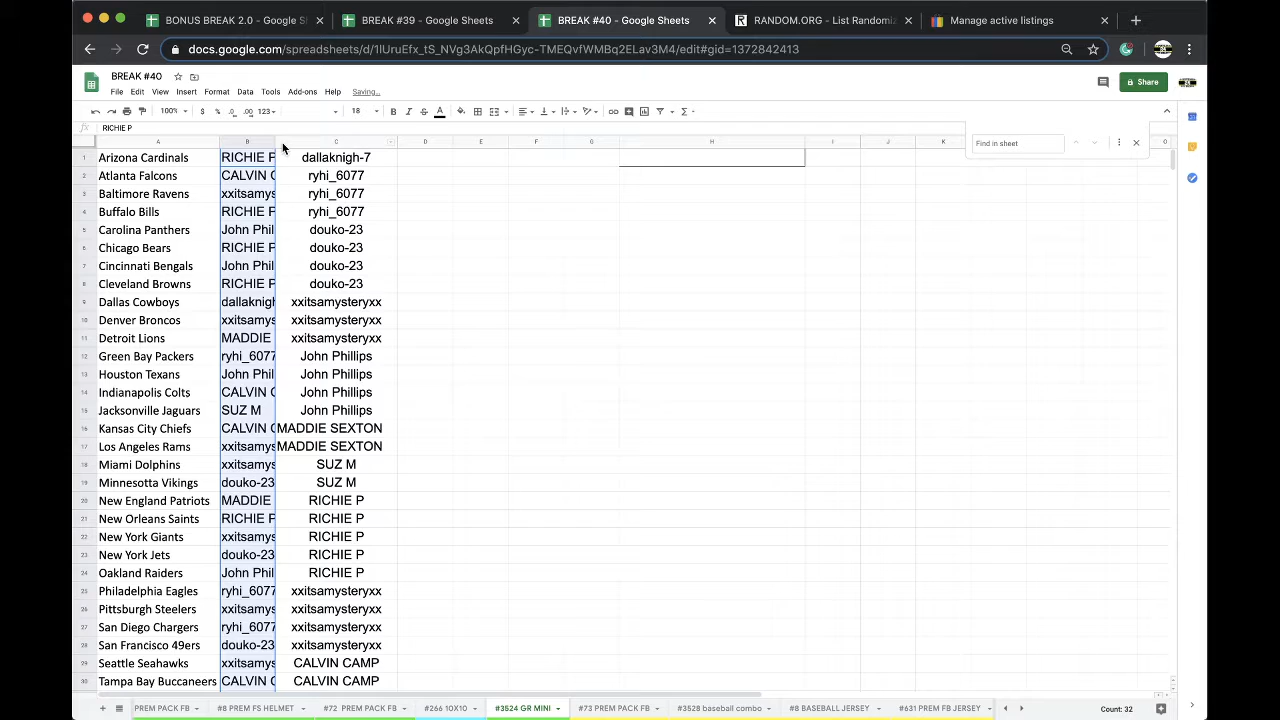 BONUS BREAK 2.0 - Google S
BREAK #39 - Google Sheets
BREAK #40 - Google Sheets
RANDOM.ORG - List Randomiz
Manage active listings
docs.google.com/spreadsheets/d/1lUruEfx_tS_NVg3AkQpfHGyc-TMEQvfWMBq2ELav3M4/edit#gid=1372842413
BREAK #40
File Edit View Insert Format Data Tools Add-ons Help Saving...
Share
100% $ % .0 .00 123 18 B
fx RICHIE P
Find in sheet
A B C D E F G H I J K O
1 Arizona Cardinals RICHIE P dallaknigh-7
2 Atlanta Falcons CALVIN C ryhi_6077
3 Baltimore Ravens xxitsamys ryhi_6077
4 Buffalo Bills RICHIE P ryhi_6077
5 Carolina Panthers John Phil douko-23
6 Chicago Bears RICHIE P douko-23
7 Cincinnati Bengals John Phil douko-23
8 Cleveland Browns RICHIE P douko-23
9 Dallas Cowboys dallaknigh xxitsamysteryxx
10 Denver Broncos xxitsamys xxitsamysteryxx
11 Detroit Lions MADDIE xxitsamysteryxx
12 Green Bay Packers ryhi_6077 John Phillips
13 Houston Texans John Phil John Phillips
14 Indianapolis Colts CALVIN C John Phillips
15 Jacksonville Jaguars SUZ M John Phillips
16 Kansas City Chiefs CALVIN C MADDIE SEXTON
17 Los Angeles Rams xxitsamys MADDIE SEXTON
18 Miami Dolphins xxitsamys SUZ M
19 Minnesotta Vikings douko-23 SUZ M
20 New England Patriots MADDIE RICHIE P
21 New Orleans Saints RICHIE P RICHIE P
22 New York Giants xxitsamys RICHIE P
23 New York Jets douko-23 RICHIE P
24 Oakland Raiders John Phil RICHIE P
25 Philadelphia Eagles ryhi_6077 xxitsamysteryxx
26 Pittsburgh Steelers xxitsamys xxitsamysteryxx
27 San Diego Chargers ryhi_6077 xxitsamysteryxx
28 San Francisco 49ers douko-23 xxitsamysteryxx
29 Seattle Seahawks xxitsamys CALVIN CAMP
30 Tampa Bay Buccaneers CALVIN C CALVIN CAMP
PREM PACK FB
#8 PREM FS HELMET
#72 PREM PACK FB
#3524 GR MINI
#73 PREM PACK FB
#3528 baseball combo
#8 BASEBALL JERSEY
#631 PREM FB JERSEY
Count: 32